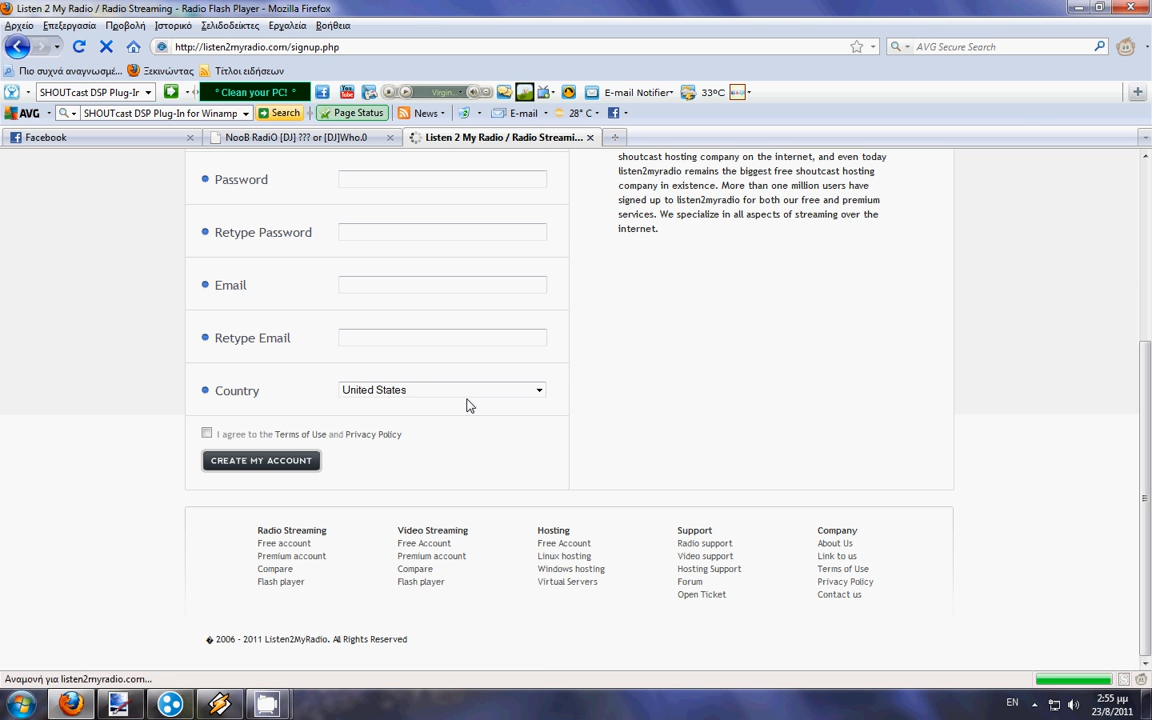 Listen 2 My Radio / Radio Streaming - Radio Flash Player - Mozilla Firefox
Αρχείο Επεξεργασία Προβολή Ιστορικό Σελιδοδείκτες Εργαλεία Βοήθεια
http://listen2myradio.com/signup.php
AVG Secure Search
Πιο συχνά αναγνωσμέ... Ξεκινώντας Τίτλοι ειδήσεων
SHOUTcast DSP Plug-Ir ° Clean your PC! ° Virgin.. E-mail Notifier 33ºC
AVG SHOUTcast DSP Plug-In for Winamp Search Page Status News E-mail 28° C
Facebook NooB RadiO [DJ] ??? or [DJ]Who.0 Listen 2 My Radio / Radio Streami...
shoutcast hosting company on the internet, and even today
listen2myradio remains the biggest free shoutcast hosting
company in existence. More than one million users have
signed up to listen2myradio for both our free and premium
services. We specialize in all aspects of streaming over the
internet.
Password
Retype Password
Email
Retype Email
Country United States
I agree to the Terms of Use and Privacy Policy
CREATE MY ACCOUNT
Radio Streaming Video Streaming Hosting Support Company
Free account Free Account Free Account Radio support About Us
Premium account Premium account Linux hosting Video support Link to us
Compare Compare Windows hosting Hosting Support Terms of Use
Flash player Flash player Virtual Servers Forum Privacy Policy
Open Ticket Contact us
� 2006 - 2011 Listen2MyRadio. All Rights Reserved
Αναμονή για listen2myradio.com...
EN 2:55 μμ
23/8/2011